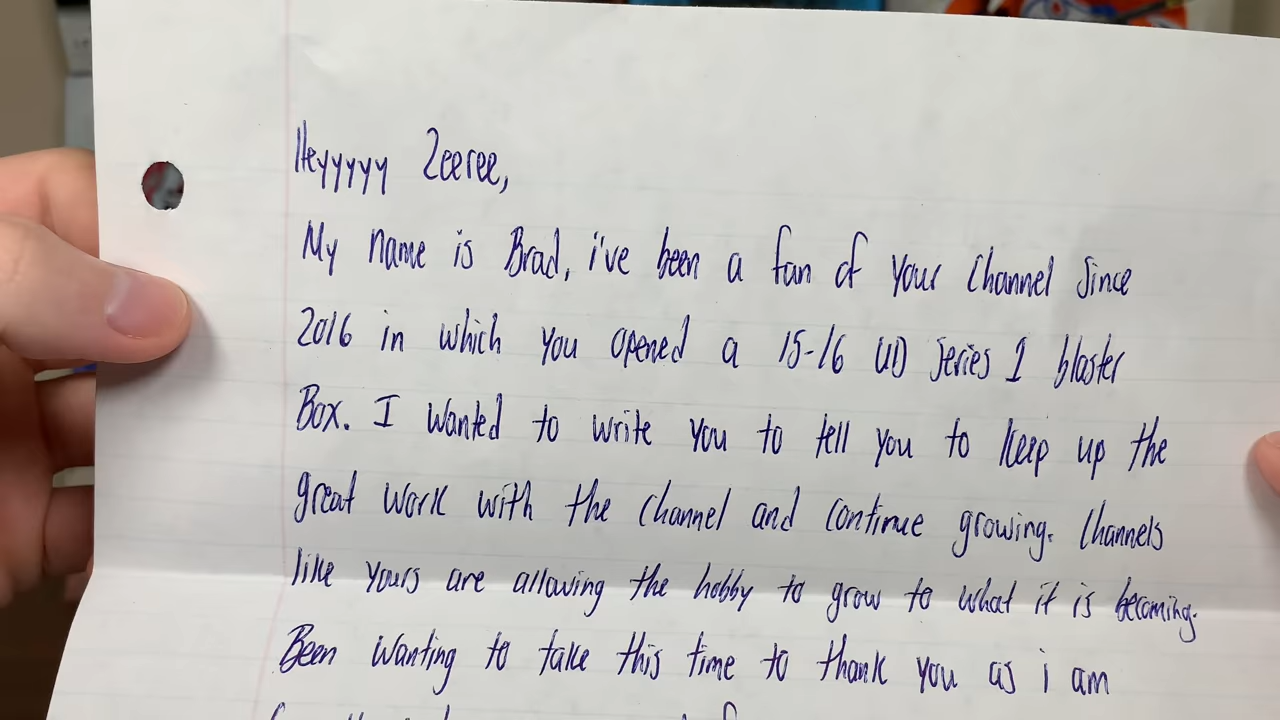 Heyyyyy Zeeree,
My name is Brad, i've been a fan of your Channel Since
2016 in which you opened a 15-16 UD Series 1 blaster
Box. I wanted to write you to tell you to keep up the
great work with the channel and continue growing. Channels
like yours are allowing the hobby to grow to what it is becoming.
Been wanting to take this time to thank you as i am